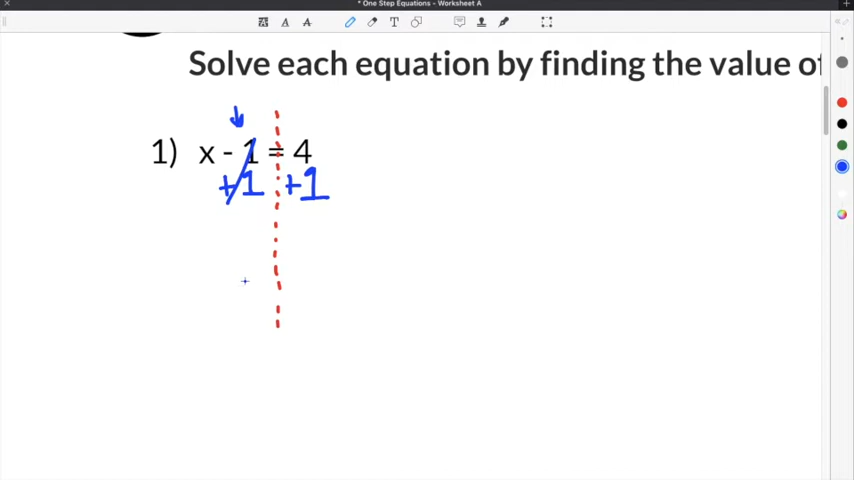 * One Step Equations - Worksheet A
Solve each equation by finding the value of
1) x - 1 = 4
+1 +1